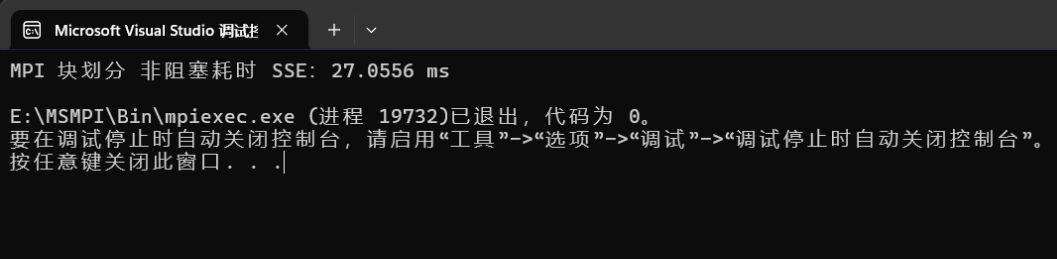 Microsoft Visual Studio 调试控
MPI 块划分 非阻塞耗时 SSE: 27.0556 ms
E:\MSMPI\Bin\mpiexec.exe (进程 19732)已退出，代码为 0。
要在调试停止时自动关闭控制台，请启用“工具”->“选项”->“调试”->“调试停止时自动关闭控制台”。
按任意键关闭此窗口. . .